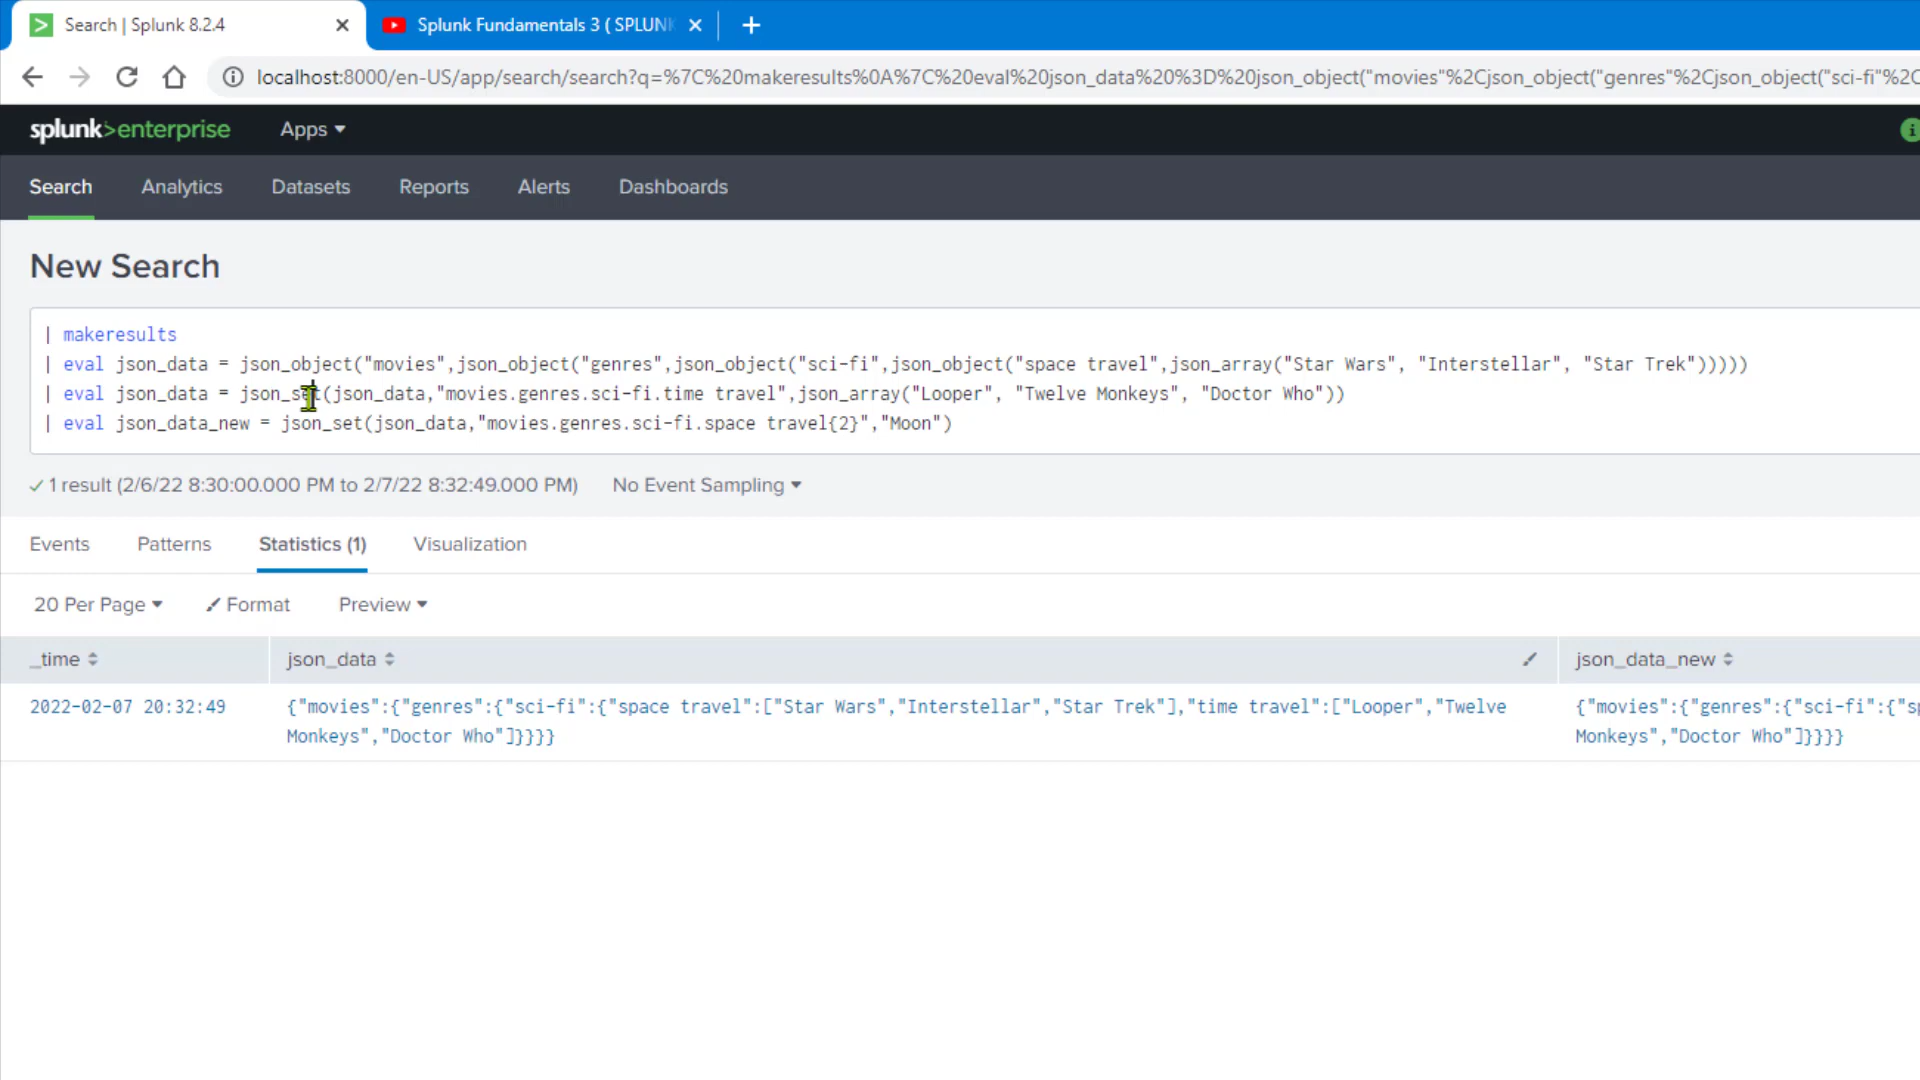 Search | Splunk 8.2.4
Splunk Fundamentals 3 ( SPLUNK
localhost:8000/en-US/app/search/search?q=%7C%20makeresults%0A%7C%20eval%20json_data%20%3D%20json_object("movies"%2Cjson_object("genres"%2Cjson_object("sci-fi"%2C
splunk>enterprise Apps
Search Analytics Datasets Reports Alerts Dashboards
New Search
| makeresults
| eval json_data = json_object("movies",json_object("genres",json_object("sci-fi",json_object("space travel",json_array("Star Wars", "Interstellar", "Star Trek")))))
| eval json_data = json_set(json_data,"movies.genres.sci-fi.time travel",json_array("Looper", "Twelve Monkeys", "Doctor Who"))
| eval json_data_new = json_set(json_data,"movies.genres.sci-fi.space travel{2}","Moon")
1 result (2/6/22 8:30:00.000 PM to 2/7/22 8:32:49.000 PM) No Event Sampling
Events Patterns Statistics (1) Visualization
20 Per Page Format Preview
_time json_data json_data_new
2022-02-07 20:32:49 {"movies":{"genres":{"sci-fi":{"space travel":["Star Wars","Interstellar","Star Trek"],"time travel":["Looper","Twelve {"movies":{"genres":{"sci-fi":{"sp
Monkeys","Doctor Who"]}}}} Monkeys","Doctor Who"]}}}}